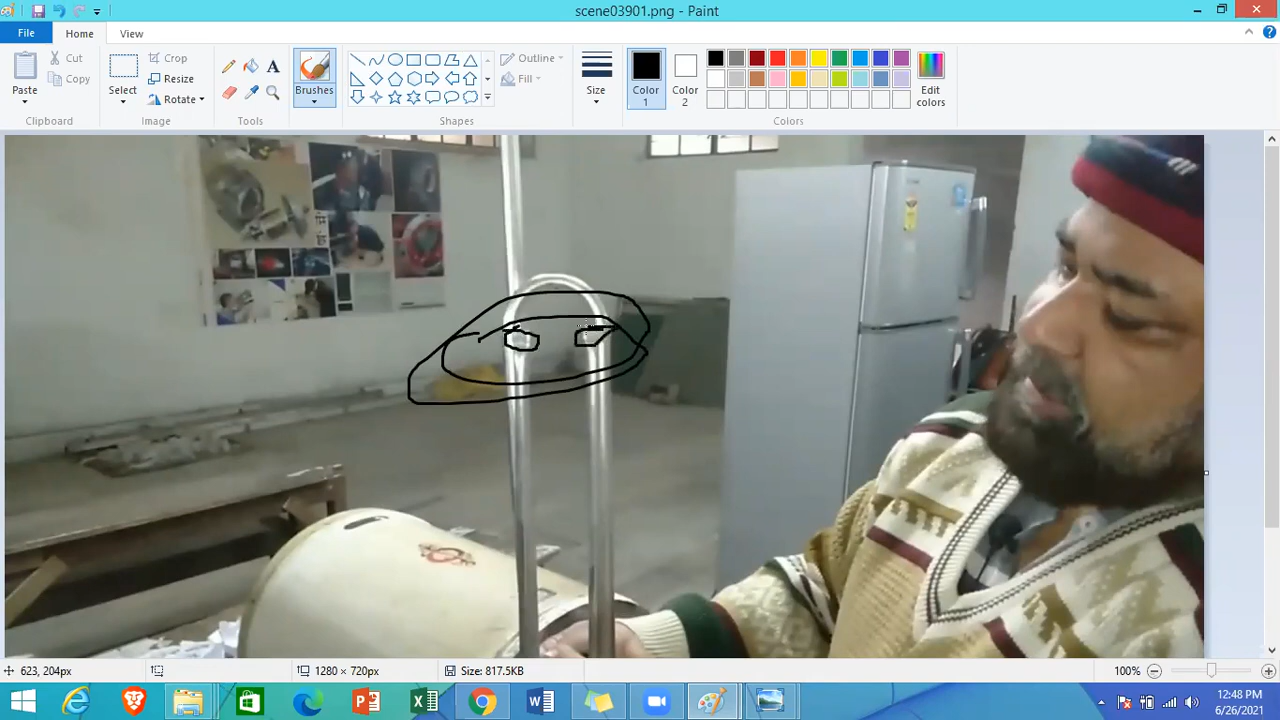 scene03901.png - Paint
File Home View
Paste Cut Copy Clipboard
Select Crop Resize Rotate Image
Tools
Brushes
Shapes
Outline Fill
Size
Color 1 Color 2
Edit colors
Colors
623, 204px 1280 × 720px Size: 817.5KB 100%
12:48 PM
6/26/2021